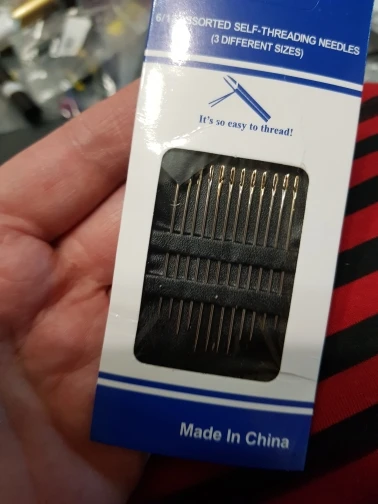 ASSORTED SELF-THREADING NEEDLES
(3 DIFFERENT SIZES)
It's so easy to thread!
Made In China